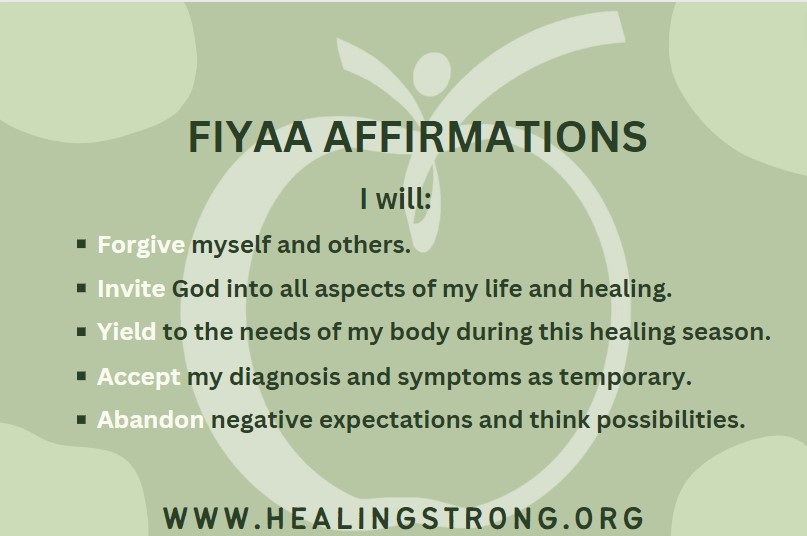 FIYAA AFFIRMATIONS
I will:
▪ Forgive myself and others.
▪ Invite God into all aspects of my life and healing.
▪ Yield to the needs of my body during this healing season.
▪ Accept my diagnosis and symptoms as temporary.
▪ Abandon negative expectations and think possibilities.
WWW.HEALINGSTRONG.ORG